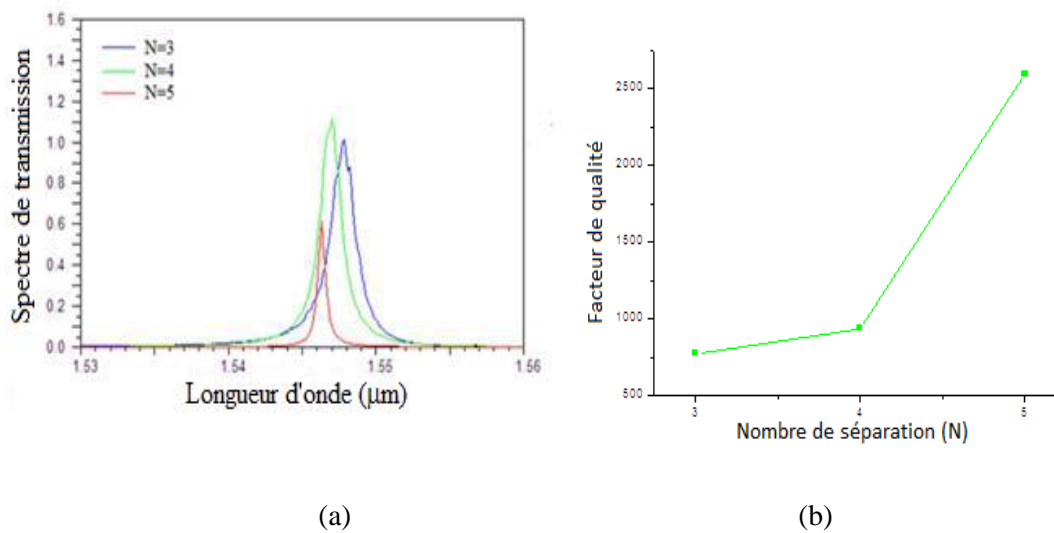 Spectre de transmission
1.6
1.4
1.2
1.0
0.8
0.6
0.4
0.2
0.0
N=3
N=4
N=5
1.53
1.54
1.55
1.56
Longueur d'onde (µm)
(a)
Facteur de qualité
2500
2000
1500
1000
500
3
4
5
Nombre de séparation (N)
(b)